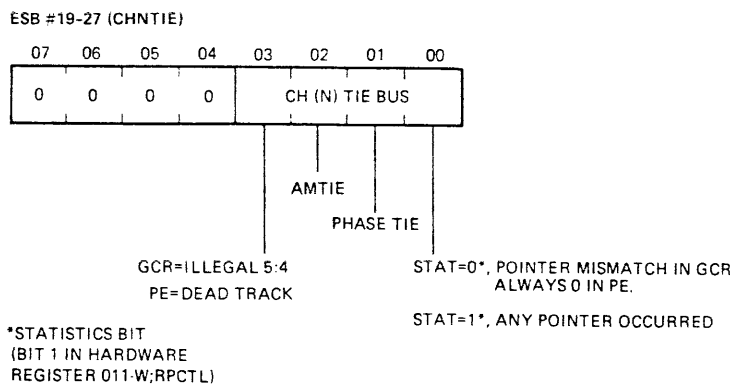 ESB #19-27 (CHNTIE)
07 06 05 04 03 02 01 00
0 0 0 0 CH (N) TIE BUS
AMTIE
PHASE TIE
GCR=ILLEGAL 5:4
PE=DEAD TRACK
STAT=0*, POINTER MISMATCH IN GCR
ALWAYS 0 IN PE.
STAT=1*, ANY POINTER OCCURRED
*STATISTICS BIT
(BIT 1 IN HARDWARE
REGISTER 011-W;RPCTL)